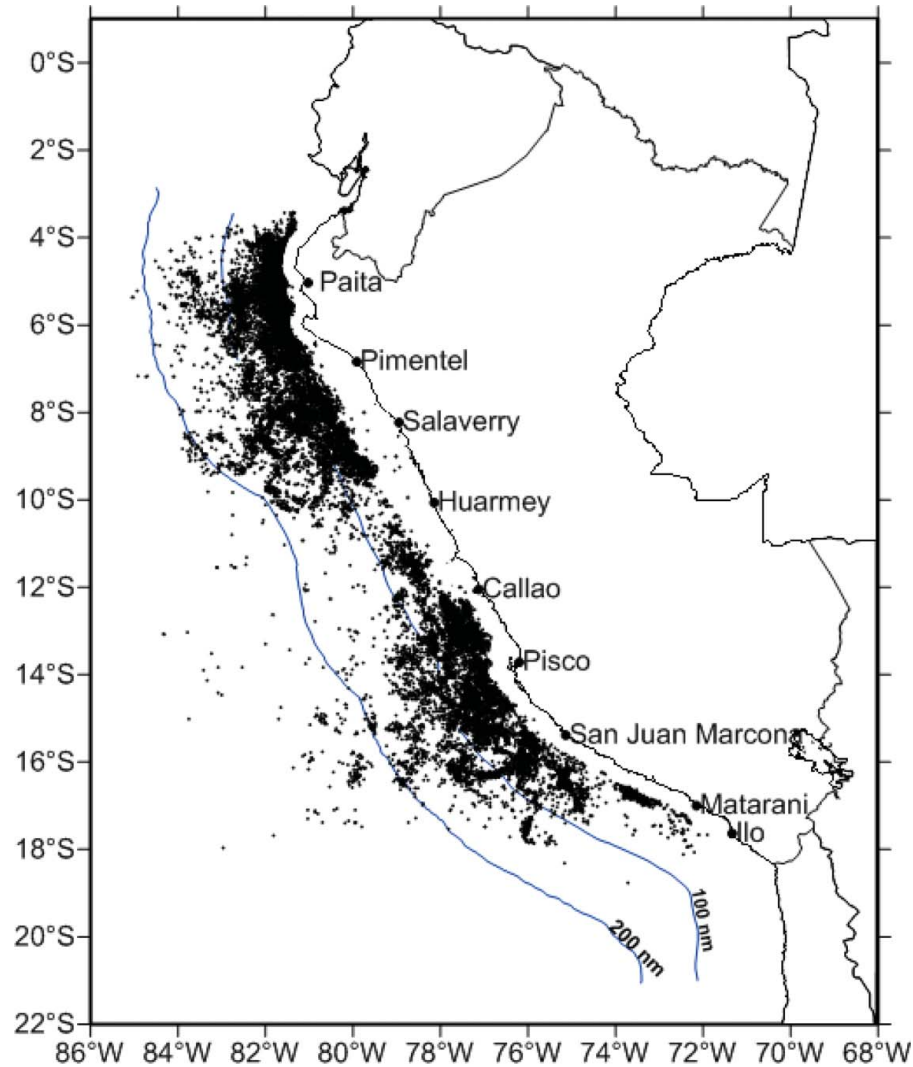 0°S
2°S
4°S
Paita
6°S
Pimentel
8°S
Salaverry
10°S
Huarmey
12°S
Callao
14°S
Pisco
San Juan Marcona
16°S
Matarani
Ilo
18°S
100 nm
20°S
200 nm
22°S
86°W 84°W 82°W 80°W 78°W 76°W 74°W 72°W 70°W 68°W